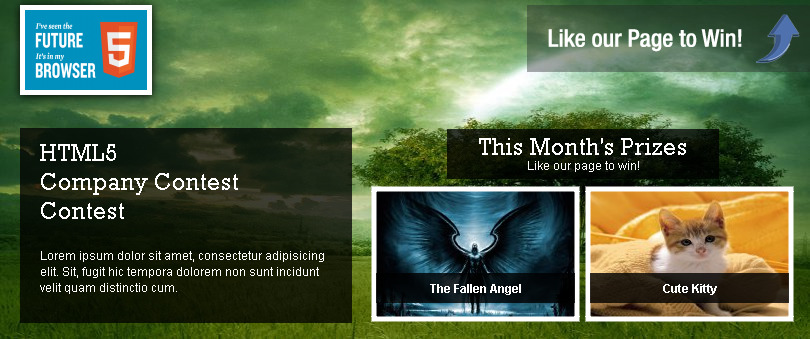 I've seen the
FUTURE
It's in my
BROWSER
5
Like our Page to Win!
HTML5
Company Contest
Contest
Lorem ipsum dolor sit amet, consectetur adipisicing
elit. Sit, fugit hic tempora dolorem non sunt incidunt
velit quam distinctio cum.
This Month's Prizes
Like our page to win!
The Fallen Angel
Cute Kitty